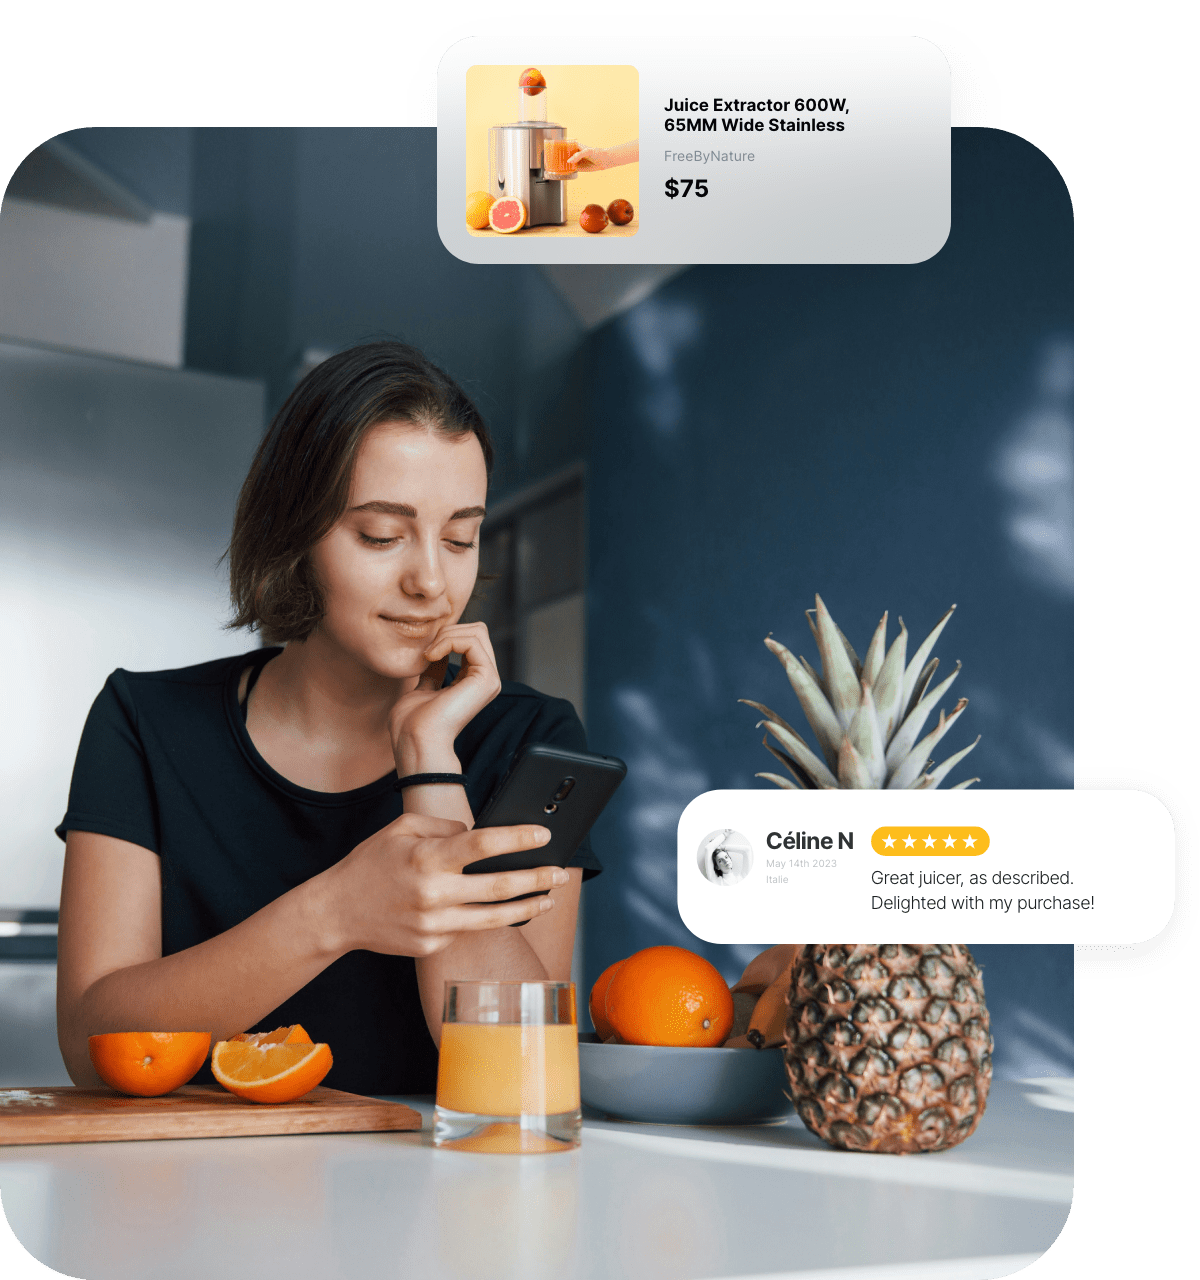 Juice Extractor 600W,
65MM Wide Stainless
FreeByNature
$75
Céline N
May 14th 2023
Italie
Great juicer, as described.
Delighted with my purchase!